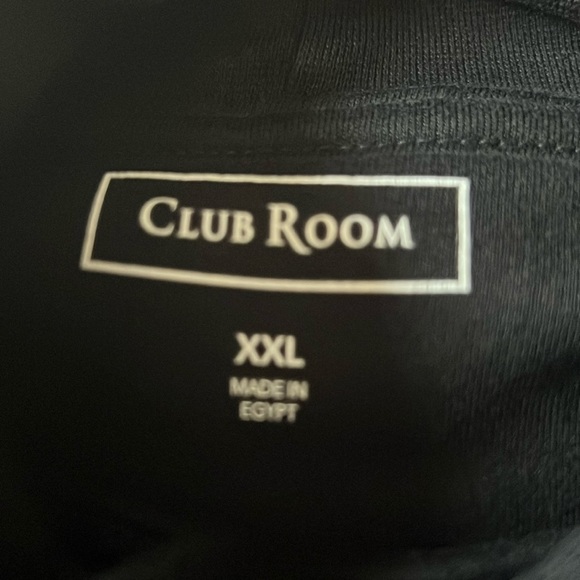 CLUB ROOM
XXL
MADE IN
EGYPT